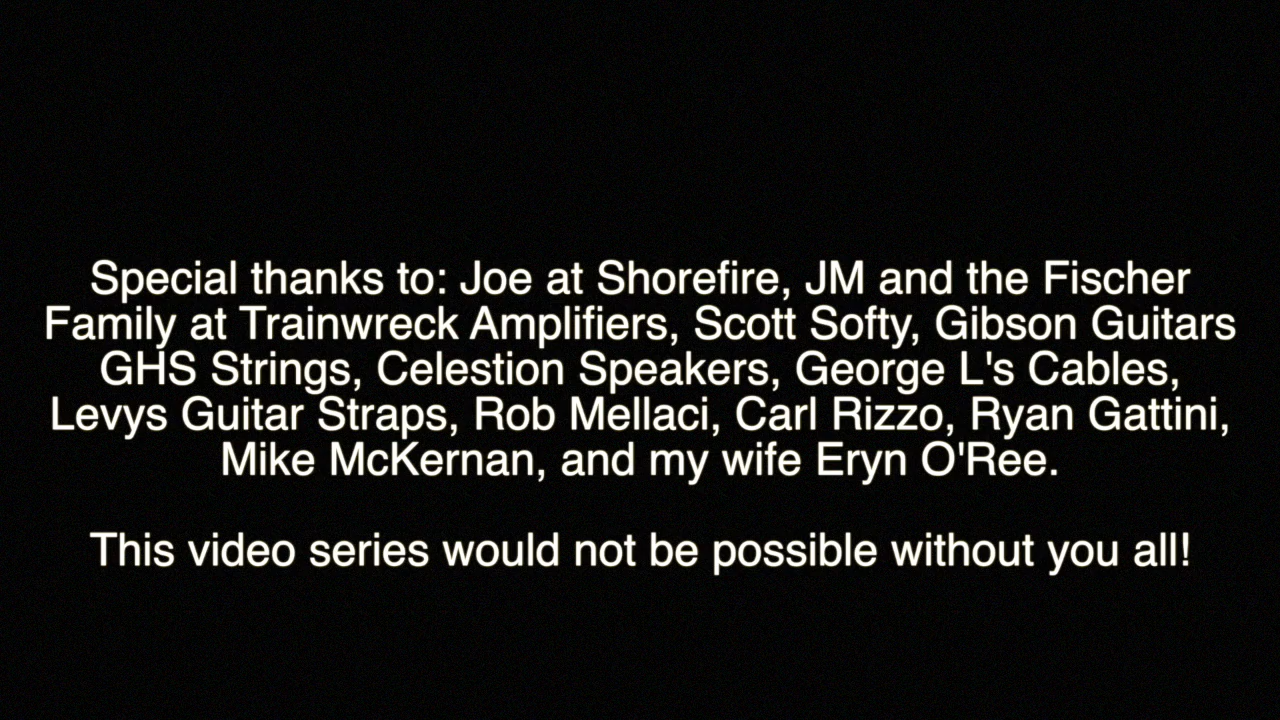 Special thanks to: Joe at Shorefire, JM and the Fischer
Family at Trainwreck Amplifiers, Scott Softy, Gibson Guitars
GHS Strings, Celestion Speakers, George L's Cables,
Levys Guitar Straps, Rob Mellaci, Carl Rizzo, Ryan Gattini,
Mike McKernan, and my wife Eryn O'Ree.
This video series would not be possible without you all!